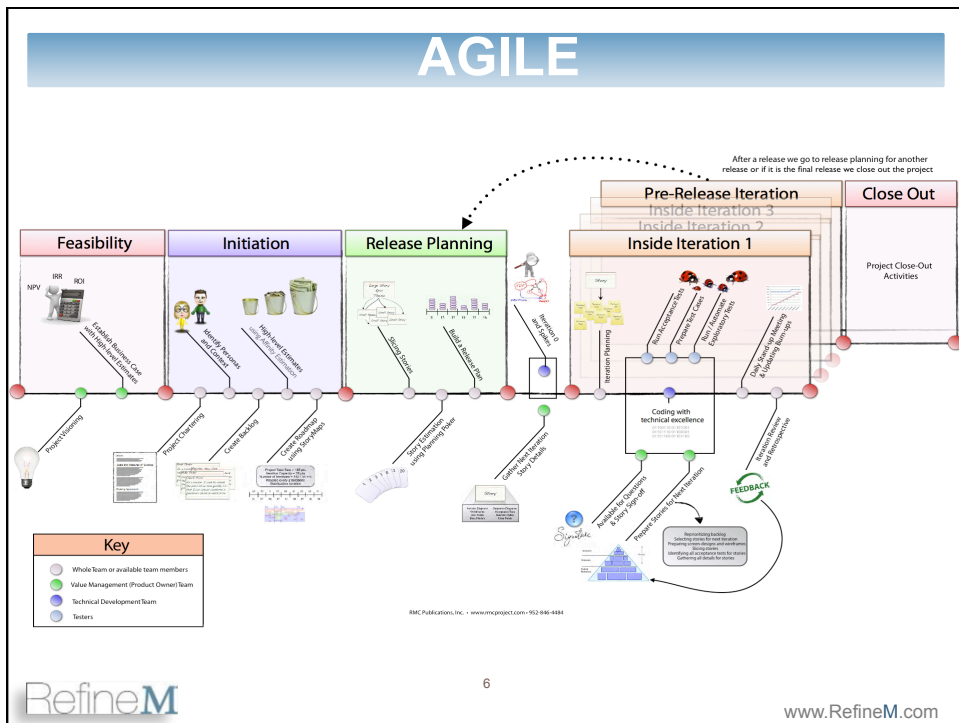 AGILE
After a release we go to release planning for another
release or if it is the final release we close out the project
Pre-Release Iteration
Close Out
Inside Iteration 3
Inside Iteration 2
Feasibility
Initiation
Release Planning
Inside Iteration 1
Project Close-Out
Activities
NPV
IRR
ROI
Establish Business Case
with High-level Estimates
Identify Personas
and Context
High-level Estimates
using Affinity Estimation
Slicing Stories
Build a Release Plan
Iteration 0
and Spikes
Story
Iteration Planning
Run Acceptance Tests
Prepare Test Cases
Run / Automate
Exploratory Tests
Daily Stand-up Meeting
& Updating Burn-ups
Project Visioning
Project Chartering
Create Backlog
Create Roadmap
using Story Maps
Story Estimation
using Planning Poker
Gather Next Iteration
Story Details
Story
Coding with
technical excellence
Available for Questions
& Story Sign-off
Prepare Stories for Next Iteration
Iteration Review
and Retrospective
FEEDBACK
?
Signature
Reprioritizing backlog
Selecting stories for next iteration
Preparing screen designs and wireframes
Slicing stories
Identifying all acceptance tests for stories
Gathering all details for stories
Key
Whole Team or available team members
Value Management (Product Owner) Team
Technical Development Team
Testers
RMC Publications, Inc. • www.rmcproject.com • 952-846-4484
RefineM
6
www.RefineM.com